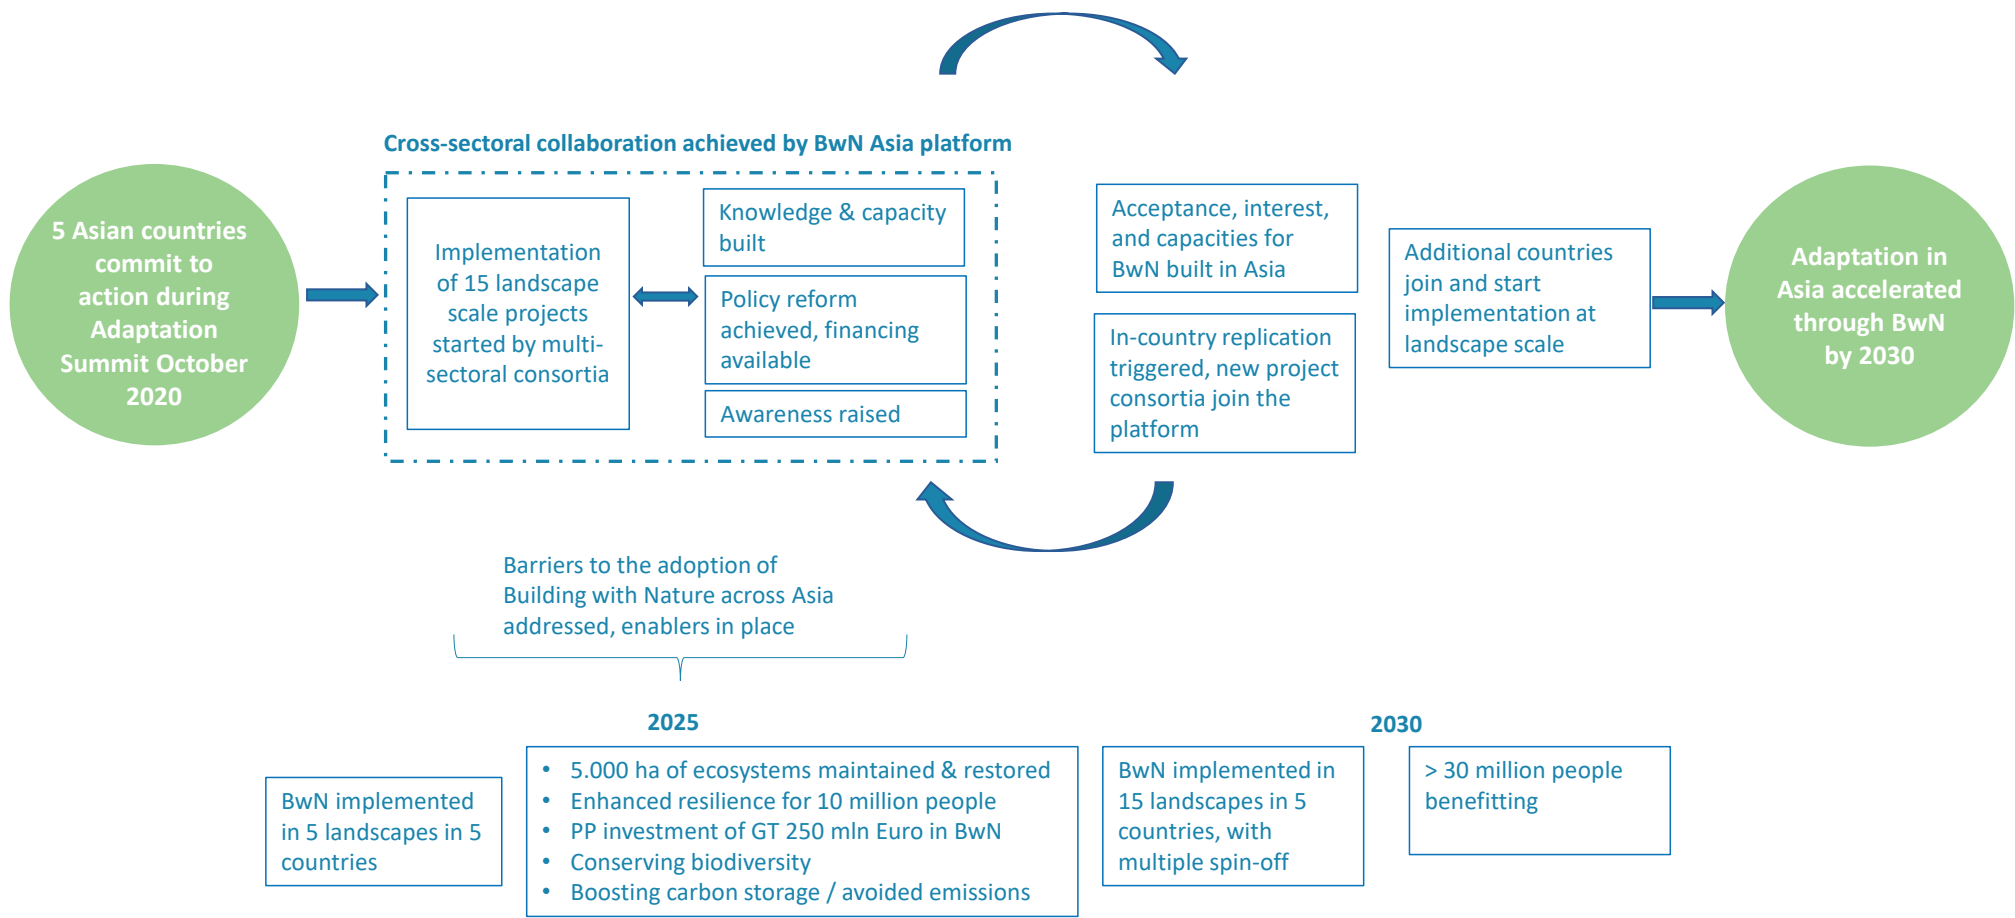 Cross-sectoral collaboration achieved by BwN Asia platform
5 Asian countries
commit to
action during
Adaptation
Summit October
2020
Implementation
of 15 landscape
scale projects
started by multi-
sectoral consortia
Knowledge & capacity
built
Policy reform
achieved, financing
available
Awareness raised
Acceptance, interest,
and capacities for
BwN built in Asia
In-country replication
triggered, new project
consortia join the
platform
Additional countries
join and start
implementation at
landscape scale
Adaptation in
Asia accelerated
through BwN
by 2030
Barriers to the adoption of
Building with Nature across Asia
addressed, enablers in place
2025
BwN implemented
in 5 landscapes in 5
countries
• 5.000 ha of ecosystems maintained & restored
• Enhanced resilience for 10 million people
• PP investment of GT 250 mln Euro in BwN
• Conserving biodiversity
• Boosting carbon storage / avoided emissions
2030
BwN implemented in
15 landscapes in 5
countries, with
multiple spin-off
> 30 million people
benefitting